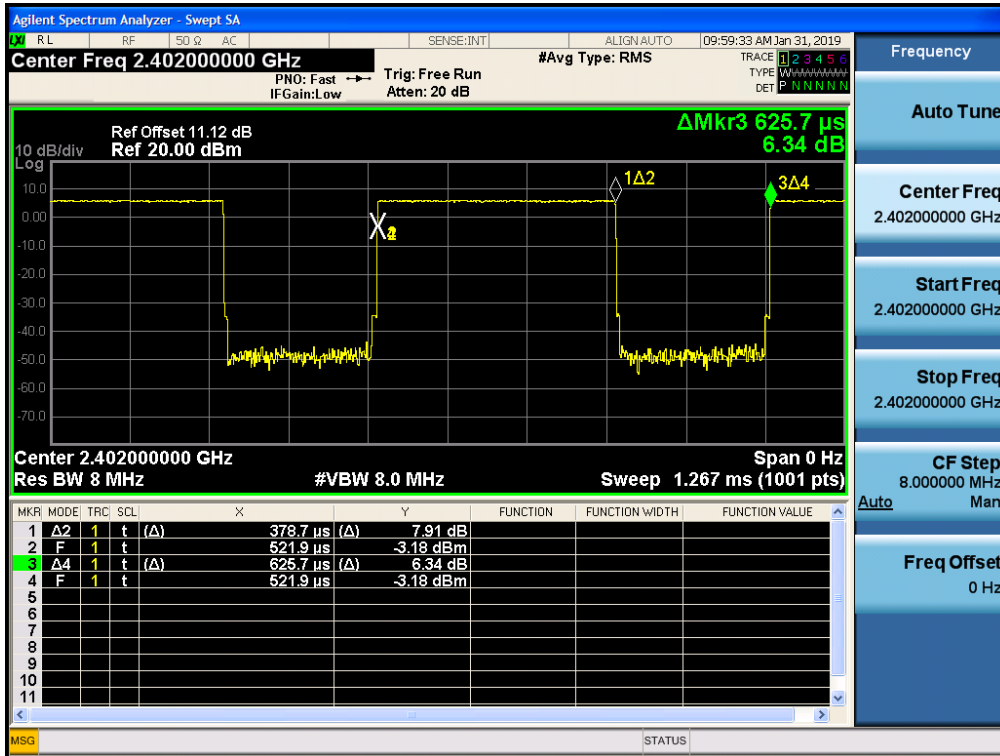 Agilent Spectrum Analyzer - Swept SA
LXI RL RF 50 Ω AC SENSE:INT ALIGN AUTO 09:59:33 AM Jan 31, 2019
Center Freq 2.402000000 GHz
PNO: Fast
IFGain:Low
Trig: Free Run
Atten: 20 dB
#Avg Type: RMS
TRACE 1 2 3 4 5 6
TYPE W
DET P N N N N N
Ref Offset 11.12 dB
10 dB/div Ref 20.00 dBm
Log
ΔMkr3 625.7 µs
6.34 dB
10.0
0.00
-10.0
-20.0
-30.0
-40.0
-50.0
-60.0
-70.0
1Δ2
3Δ4
X
Center 2.402000000 GHz Span 0 Hz
Res BW 8 MHz #VBW 8.0 MHz Sweep 1.267 ms (1001 pts)
MKR MODE TRC SCL X Y FUNCTION FUNCTION WIDTH FUNCTION VALUE
1 Δ2 1 t (Δ) 378.7 µs (Δ) 7.91 dB
2 F 1 t 521.9 µs -3.18 dBm
3 Δ4 1 t (Δ) 625.7 µs (Δ) 6.34 dB
4 F 1 t 521.9 µs -3.18 dBm
5
6
7
8
9
10
11
MSG STATUS
Frequency
Auto Tune
Center Freq
2.402000000 GHz
Start Freq
2.402000000 GHz
Stop Freq
2.402000000 GHz
CF Step
8.000000 MHz
Auto Man
Freq Offset
0 Hz